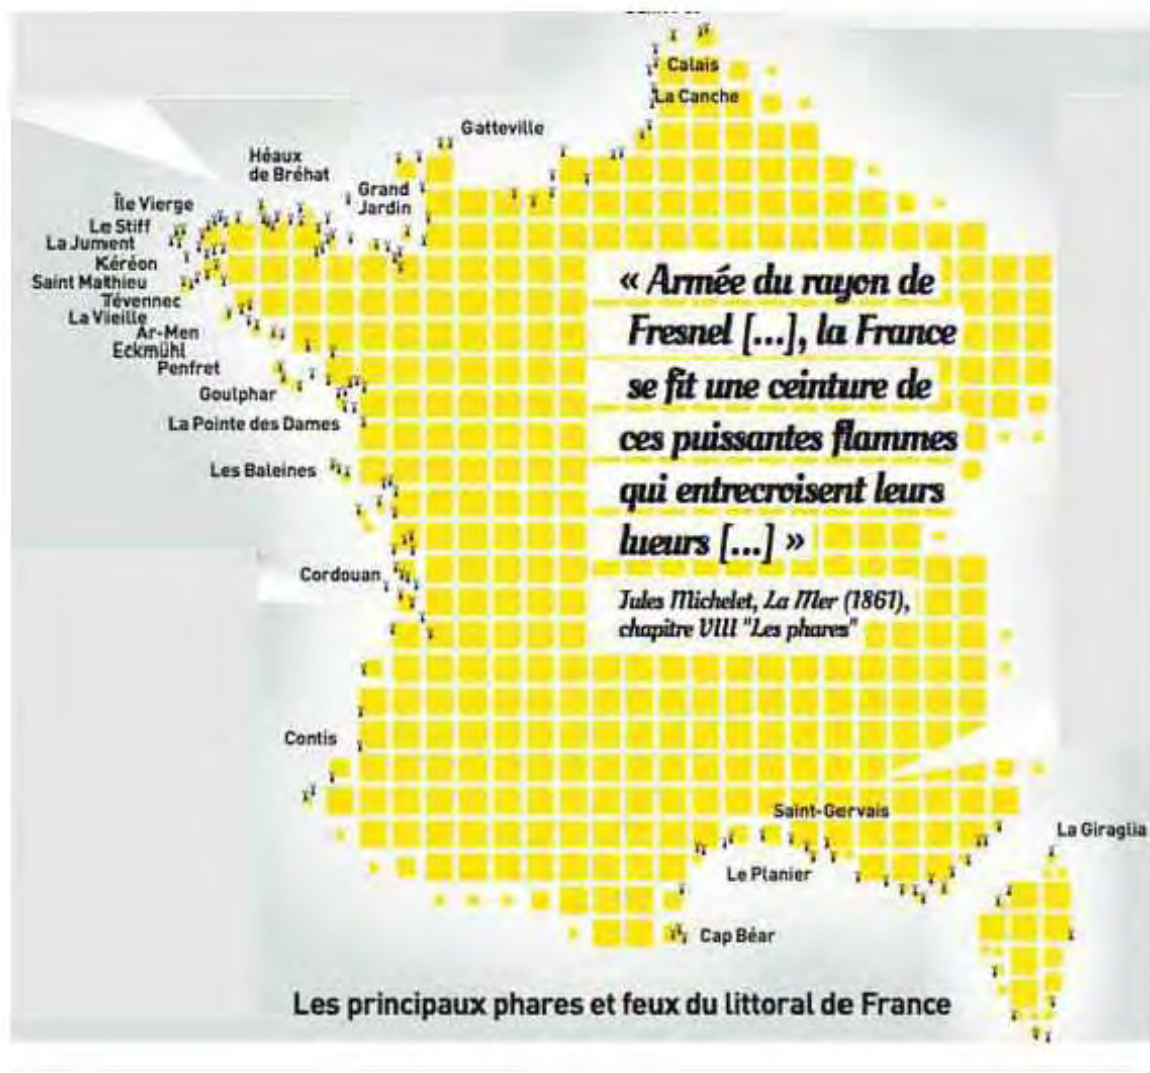 Calais
La Canche
Gatteville
Héaux
de Bréhat
Grand
Jardin
Île Vierge
Le Stiff
La Jument
Kéréon
Saint Mathieu
Tévennec
La Vieille
Ar-Men
Eckmühl
Penfret
Goulphar
La Pointe des Dames
Les Baleines
Cordouan
Contis
« Armée du rayon de
Fresnel [...], la France
se fit une ceinture de
ces puissantes flammes
qui entrecroisent leurs
lueurs [...] »
Jules Michelet, La Mer (1861),
chapitre VIII "Les phares"
Saint-Gervais
La Giraglia
Le Planier
Cap Béar
Les principaux phares et feux du littoral de France